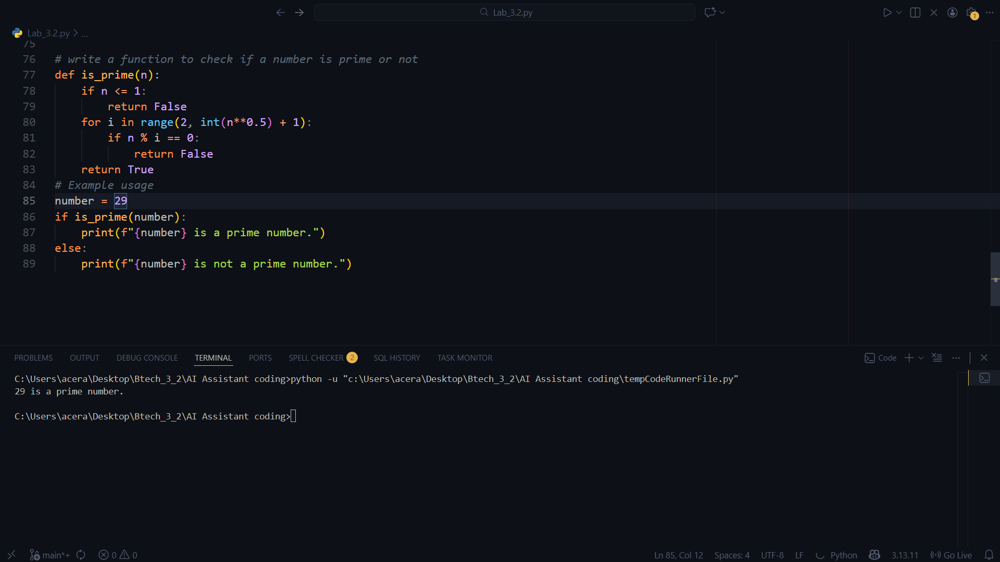 Lab_3.2.py
1
Lab_3.2.py > ...
75
76 # write a function to check if a number is prime or not
77 def is_prime(n):
78     if n <= 1:
79         return False
80     for i in range(2, int(n**0.5) + 1):
81         if n % i == 0:
82             return False
83     return True
84 # Example usage
85 number = 29
86 if is_prime(number):
87     print(f"{number} is a prime number.")
88 else:
89     print(f"{number} is not a prime number.")
PROBLEMS OUTPUT DEBUG CONSOLE TERMINAL PORTS SPELL CHECKER 2 SQL HISTORY TASK MONITOR Code
C:\Users\acera\Desktop\Btech_3_2\AI Assistant coding>python -u "c:\Users\acera\Desktop\Btech_3_2\AI Assistant coding\tempCodeRunnerFile.py"
29 is a prime number.
C:\Users\acera\Desktop\Btech_3_2\AI Assistant coding>
main*+ 0 0 Ln 85, Col 12 Spaces: 4 UTF-8 LF Python 3.13.11 Go Live